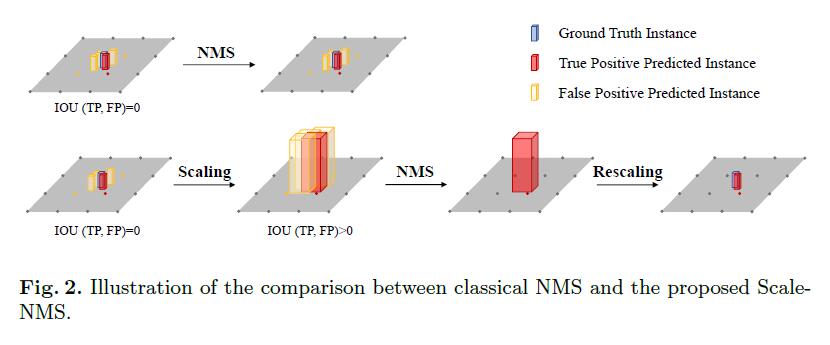 NMS
IOU (TP, FP)=0
Ground Truth Instance
True Positive Predicted Instance
False Positive Predicted Instance
Scaling
NMS
Rescaling
IOU (TP, FP)=0
IOU (TP, FP)>0
Fig. 2. Illustration of the comparison between classical NMS and the proposed Scale-
NMS.